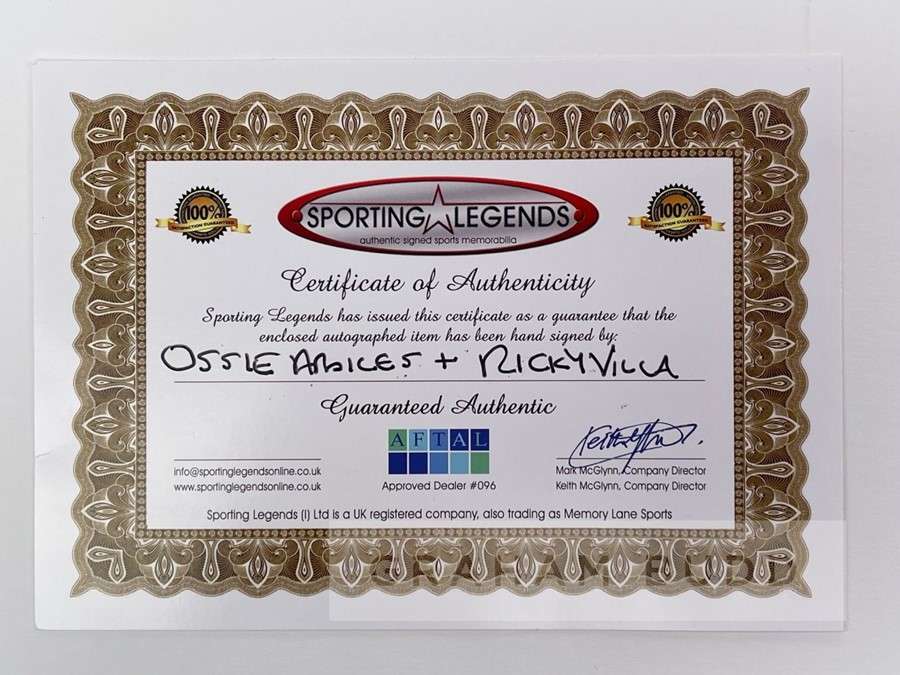 100%
SATISFACTION GUARANTEED
SPORTING LEGENDS
authentic signed sports memorabilia
100%
SATISFACTION GUARANTEED
Certificate of Authenticity
Sporting Legends has issued this certificate as a guarantee that the
enclosed autographed item has been hand signed by:
OSSIE ARDILES + RICKY VILLA
Guaranteed Authentic
AFTAL
Approved Dealer #096
info@sportinglegendsonline.co.uk
www.sportinglegendsonline.co.uk
Mark McGlynn, Company Director
Keith McGlynn, Company Director
Sporting Legends (I) Ltd is a UK registered company, also trading as Memory Lane Sports
GRAHAM BUDD